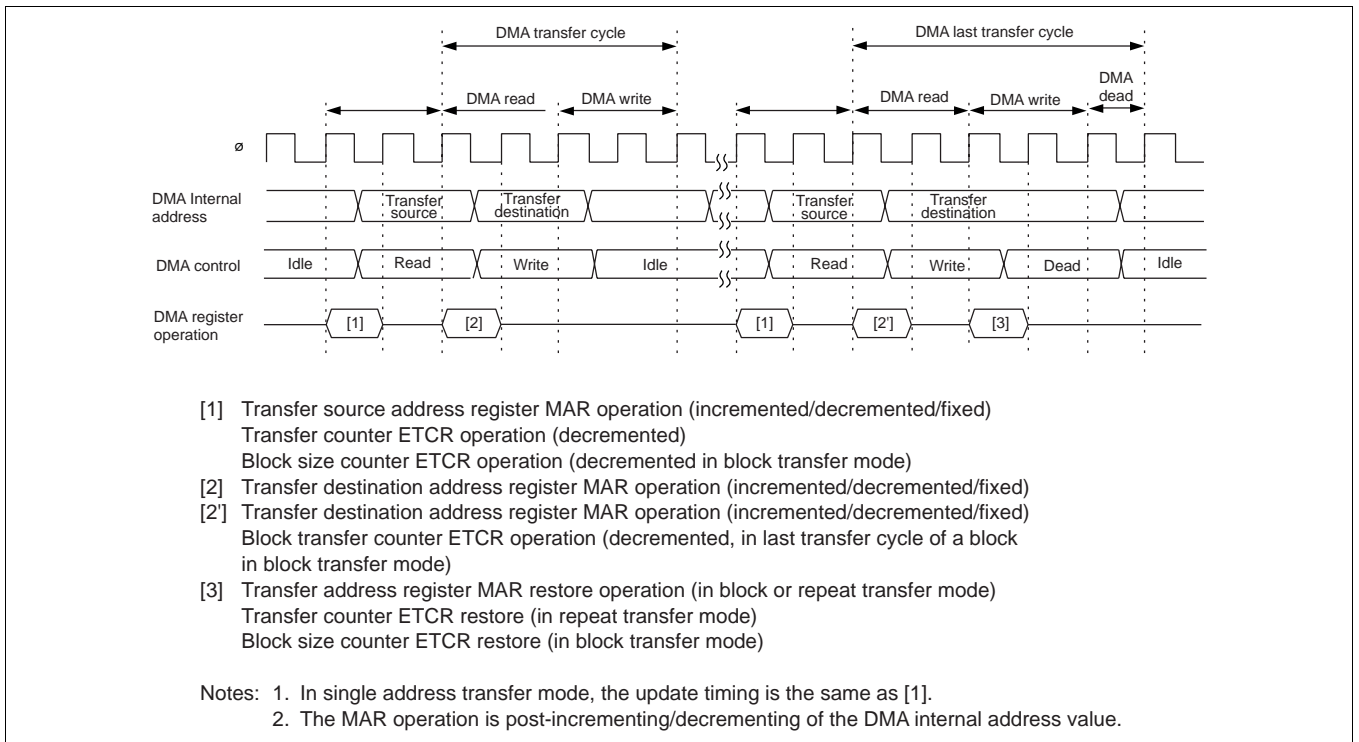 DMA transfer cycle
DMA last transfer cycle
DMA read
DMA write
DMA read
DMA write
DMA
dead
ø
DMA Internal
address
Transfer
source
Transfer
destination
Transfer
source
Transfer
destination
DMA control
Idle
Read
Write
Idle
Read
Write
Dead
Idle
DMA register
operation
[1]
[2]
[1]
[2']
[3]
[1] Transfer source address register MAR operation (incremented/decremented/fixed)
Transfer counter ETCR operation (decremented)
Block size counter ETCR operation (decremented in block transfer mode)
[2] Transfer destination address register MAR operation (incremented/decremented/fixed)
[2'] Transfer destination address register MAR operation (incremented/decremented/fixed)
Block transfer counter ETCR operation (decremented, in last transfer cycle of a block
in block transfer mode)
[3] Transfer address register MAR restore operation (in block or repeat transfer mode)
Transfer counter ETCR restore (in repeat transfer mode)
Block size counter ETCR restore (in block transfer mode)
Notes: 1. In single address transfer mode, the update timing is the same as [1].
2. The MAR operation is post-incrementing/decrementing of the DMA internal address value.